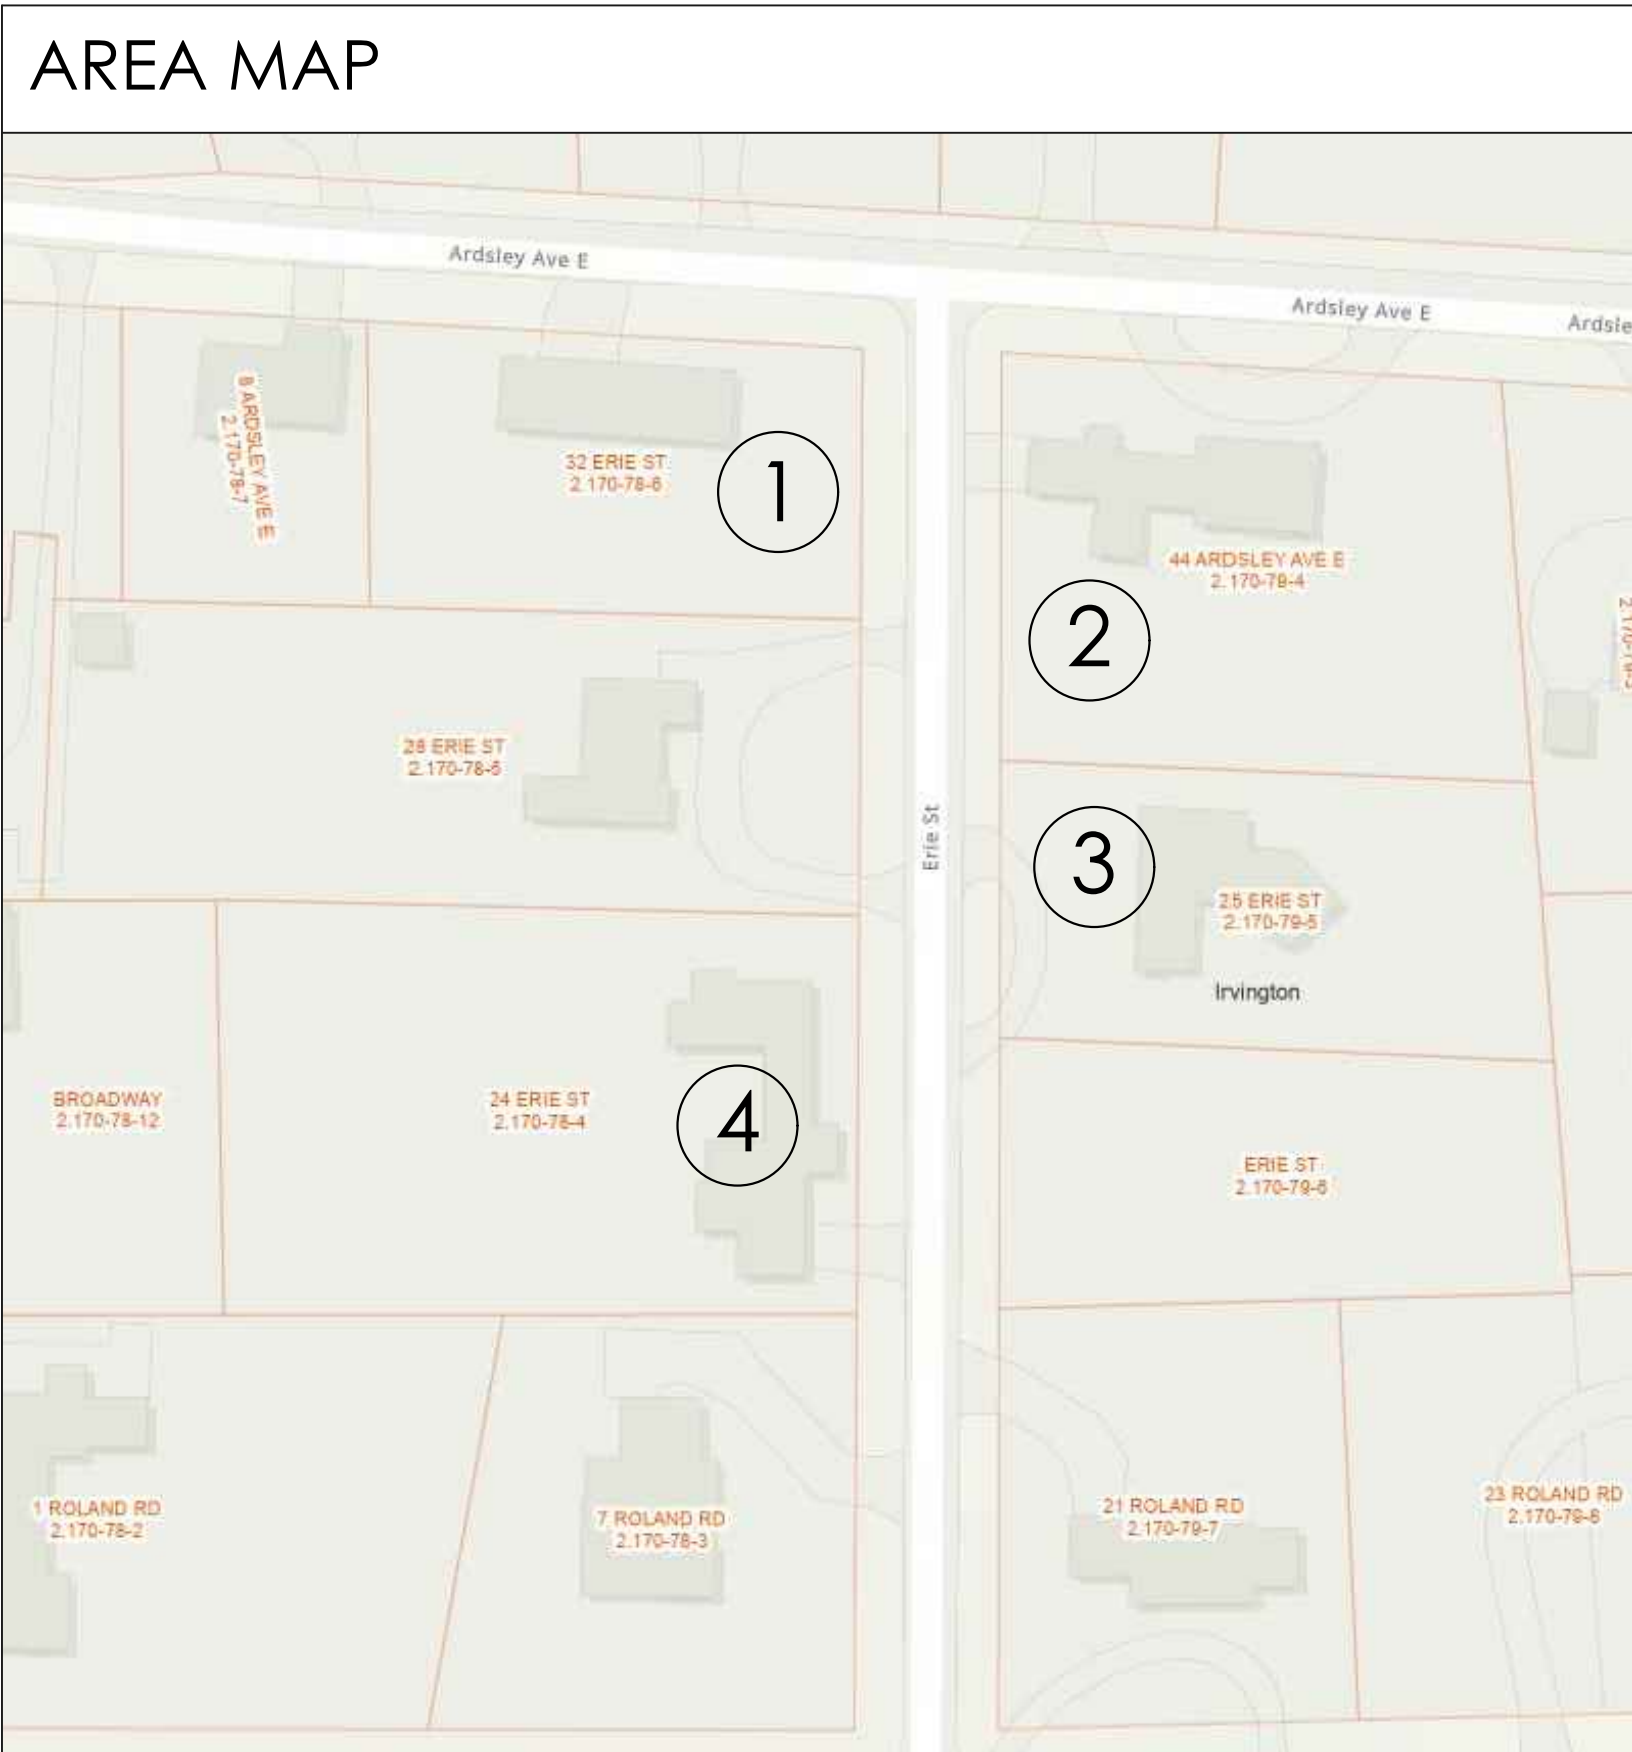 AREA MAP
Ardsley Ave E
Ardsley Ave E
Ardsle
8 ARDSLEY AVE E
2.170-78-7
32 ERIE ST
2.170-78-6
1
44 ARDSLEY AVE E
2.170-79-4
2
28 ERIE ST
2.170-78-5
Erie St
3
25 ERIE ST
2.170-79-5
Irvington
BROADWAY
2.170-78-12
24 ERIE ST
2.170-78-4
4
ERIE ST
2.170-79-6
1 ROLAND RD
2.170-78-2
7 ROLAND RD
2.170-78-3
21 ROLAND RD
2.170-79-7
23 ROLAND RD
2.170-79-8